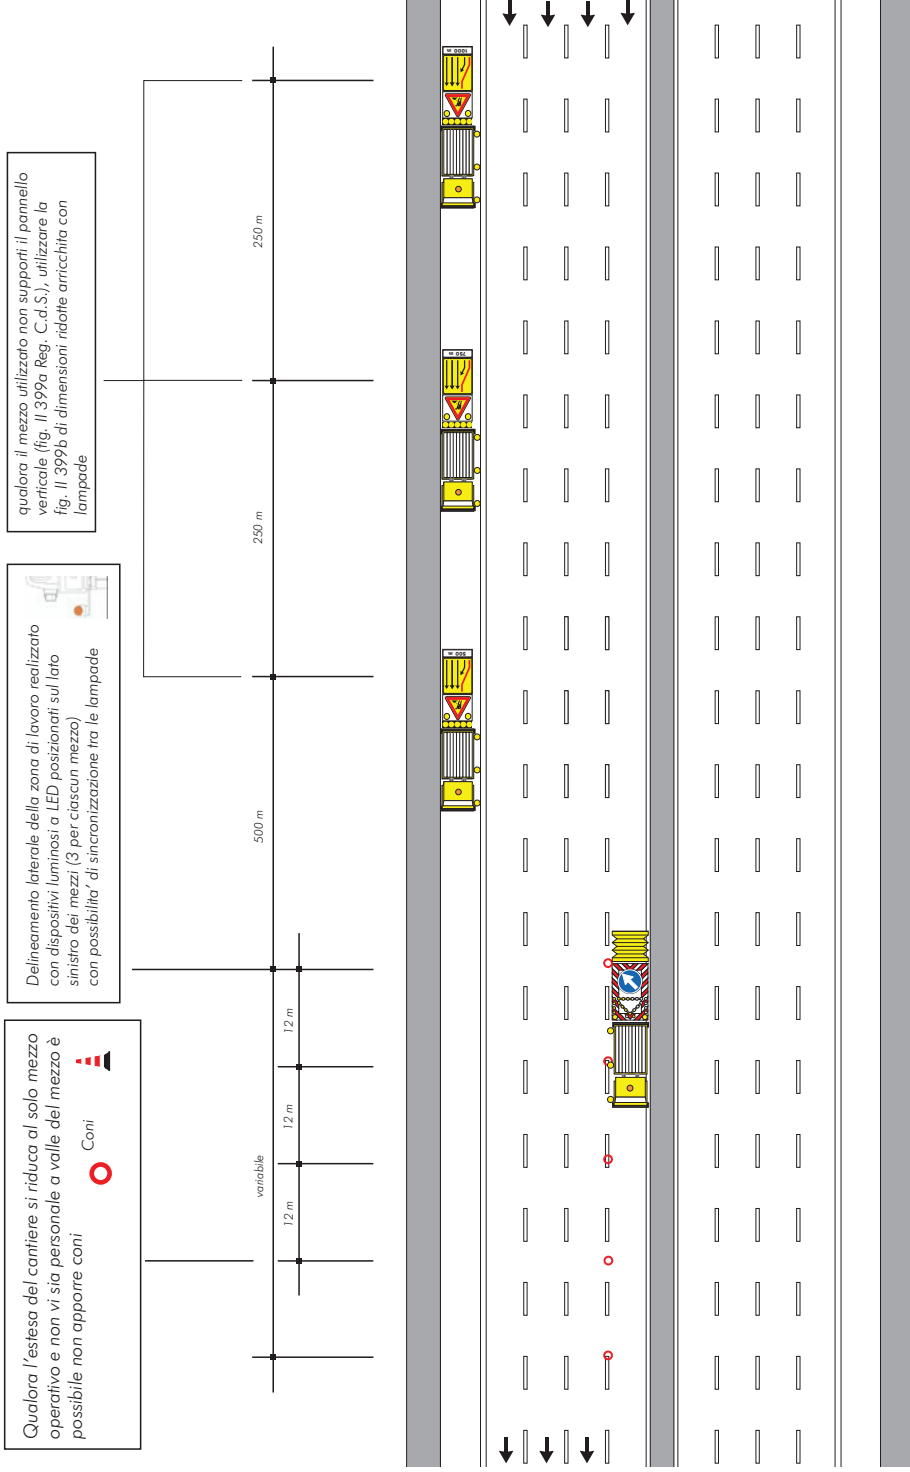 qualora il mezzo utilizzato non supporti il pannello
verticale (fig. II 399a Reg. C.d.S.), utilizzare la
fig. II 399b di dimensioni ridotte arricchita con
lampade
Delineamento laterale della zona di lavoro realizzato
con dispositivi luminosi a LED posizionati sul lato
sinistro dei mezzi (3 per ciascun mezzo)
con possibilita' di sincronizzazione tra le lampade
Qualora l'estesa del cantiere si riduca al solo mezzo
operativo e non vi sia personale a valle del mezzo è
possibile non apporre coni
Coni
250 m
250 m
500 m
12 m
12 m
12 m
variabile
1000 m
750 m
500 m